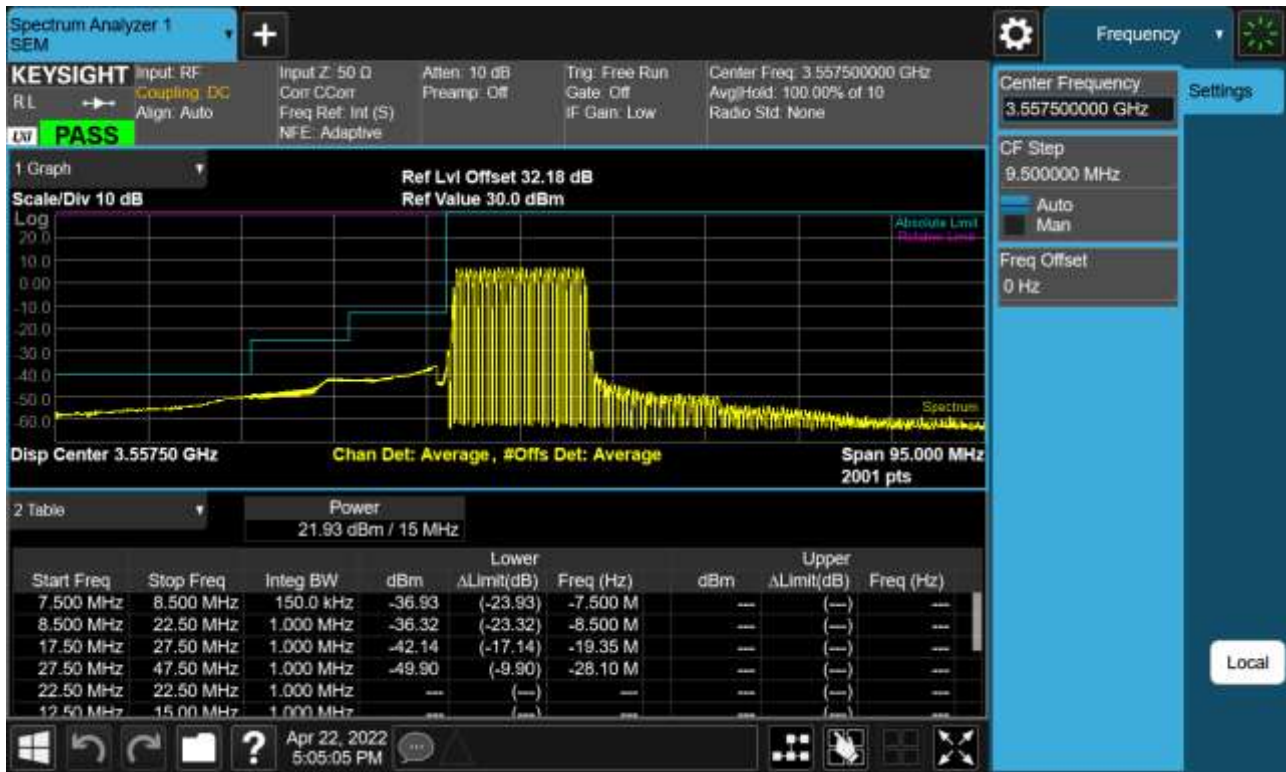 Spectrum Analyzer 1
SEM
+
Frequency
KEYSIGHT
RL
LXI
PASS
Input: RF
Coupling: DC
Align: Auto
Input Z: 50 Ω
Corr CCorr
Freq Ref: Int (S)
NFE: Adaptive
Atten: 10 dB
Preamp: Off
Trig: Free Run
Gate: Off
IF Gain: Low
Center Freq: 3.557500000 GHz
Avg|Hold: 100.00% of 10
Radio Std: None
Center Frequency
3.557500000 GHz
Settings
CF Step
9.500000 MHz
Auto
Man
Freq Offset
0 Hz
Local
1 Graph
Scale/Div 10 dB
Ref Lvl Offset 32.18 dB
Ref Value 30.0 dBm
Log
20.0
10.0
0.00
-10.0
-20.0
-30.0
-40.0
-50.0
-60.0
Absolute Limit
Relative Limit
Spectrum
Disp Center 3.55750 GHz
Chan Det: Average, #Offs Det: Average
Span 95.000 MHz
2001 pts
2 Table
Power
21.93 dBm / 15 MHz
Lower Upper
Start Freq Stop Freq Integ BW dBm ΔLimit(dB) Freq (Hz) dBm ΔLimit(dB) Freq (Hz)
7.500 MHz 8.500 MHz 150.0 kHz -36.93 (-23.93) -7.500 M --- (---) ---
8.500 MHz 22.50 MHz 1.000 MHz -36.32 (-23.32) -8.500 M --- (---) ---
17.50 MHz 27.50 MHz 1.000 MHz -42.14 (-17.14) -19.35 M --- (---) ---
27.50 MHz 47.50 MHz 1.000 MHz -49.90 (-9.90) -28.10 M --- (---) ---
22.50 MHz 22.50 MHz 1.000 MHz --- (---) --- --- (---) ---
12.50 MHz 15.00 MHz 1.000 MHz --- (---) --- --- (---) ---
?
Apr 22, 2022
5:05:05 PM